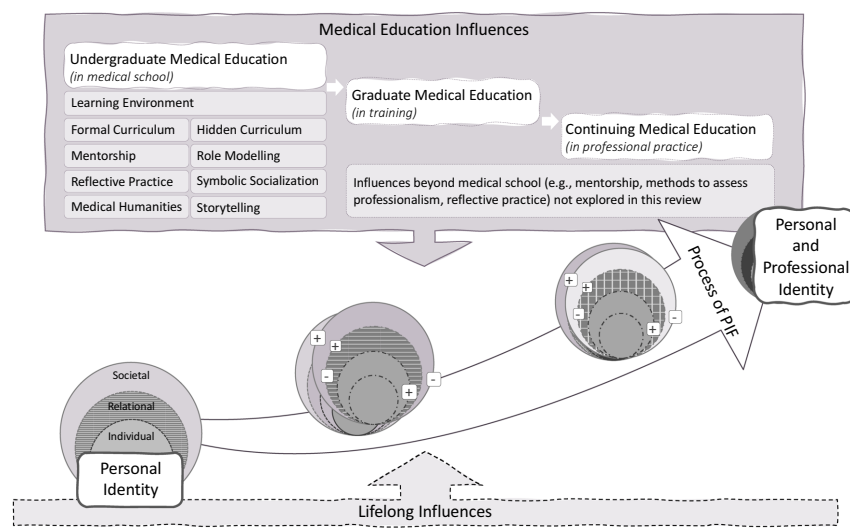 Medical Education Influences
Undergraduate Medical Education
(in medical school)
Learning Environment
Formal Curriculum
Hidden Curriculum
Mentorship
Role Modelling
Reflective Practice
Symbolic Socialization
Medical Humanities
Storytelling
Graduate Medical Education
(in training)
Continuing Medical Education
(in professional practice)
Influences beyond medical school (e.g., mentorship, methods to assess
professionalism, reflective practice) not explored in this review
Personal
and
Professional
Identity
Process of PIF
+
+
-
-
+
+
+
-
-
+
Societal
Relational
Individual
Personal
Identity
Lifelong Influences